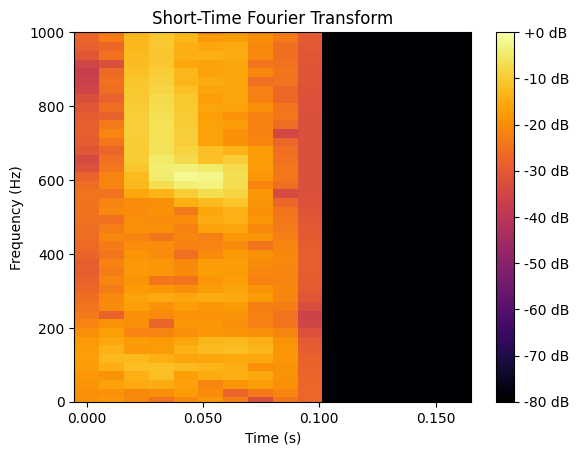 Short-Time Fourier Transform
Frequency (Hz)
1000
800
600
400
200
0
0.000
0.050
0.100
0.150
Time (s)
+0 dB
-10 dB
-20 dB
-30 dB
-40 dB
-50 dB
-60 dB
-70 dB
-80 dB